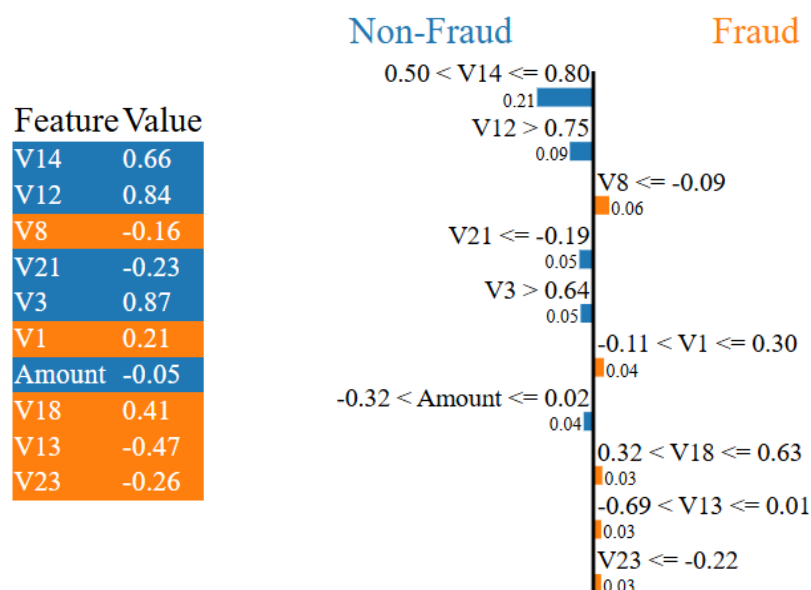 Non-Fraud Fraud
0.50 < V14 <= 0.80
0.21
V12 > 0.75
0.09
V8 <= -0.09
0.06
V21 <= -0.19
0.05
V3 > 0.64
0.05
-0.11 < V1 <= 0.30
0.04
-0.32 < Amount <= 0.02
0.04
0.32 < V18 <= 0.63
0.03
-0.69 < V13 <= 0.01
0.03
V23 <= -0.22
0.03
Feature Value
V14 0.66
V12 0.84
V8 -0.16
V21 -0.23
V3 0.87
V1 0.21
Amount -0.05
V18 0.41
V13 -0.47
V23 -0.26